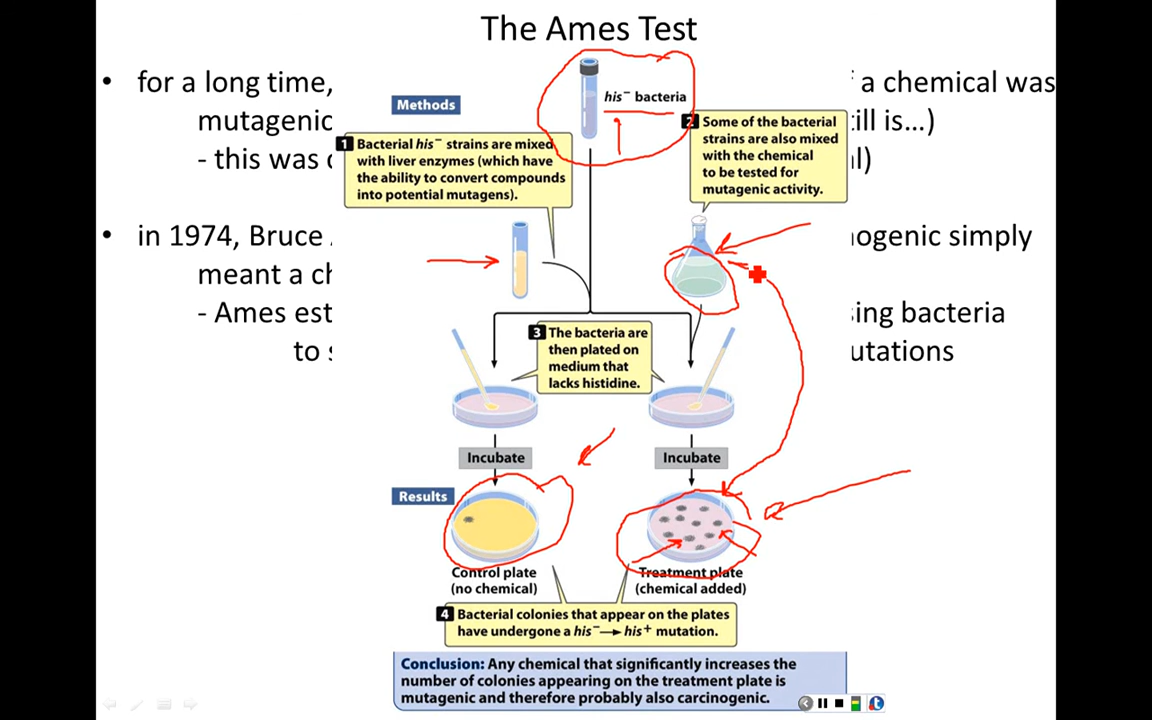 The Ames Test
• for a long time,
a chemical was
mutagenic
till is...)
- this was
al)
• in 1974, Bruce
nogenic simply
meant a ch
- Ames est
sing bacteria
to s
utations
Methods
his⁻ bacteria
1 Bacterial his⁻ strains are mixed
with liver enzymes (which have
the ability to convert compounds
into potential mutagens).
2 Some of the bacterial
strains are also mixed
with the chemical
to be tested for
mutagenic activity.
3 The bacteria are
then plated on
medium that
lacks histidine.
Incubate
Incubate
Results
Control plate
(no chemical)
Treatment plate
(chemical added)
4 Bacterial colonies that appear on the plates
have undergone a his⁻→his⁺ mutation.
Conclusion: Any chemical that significantly increases the
number of colonies appearing on the treatment plate is
mutagenic and therefore probably also carcinogenic.